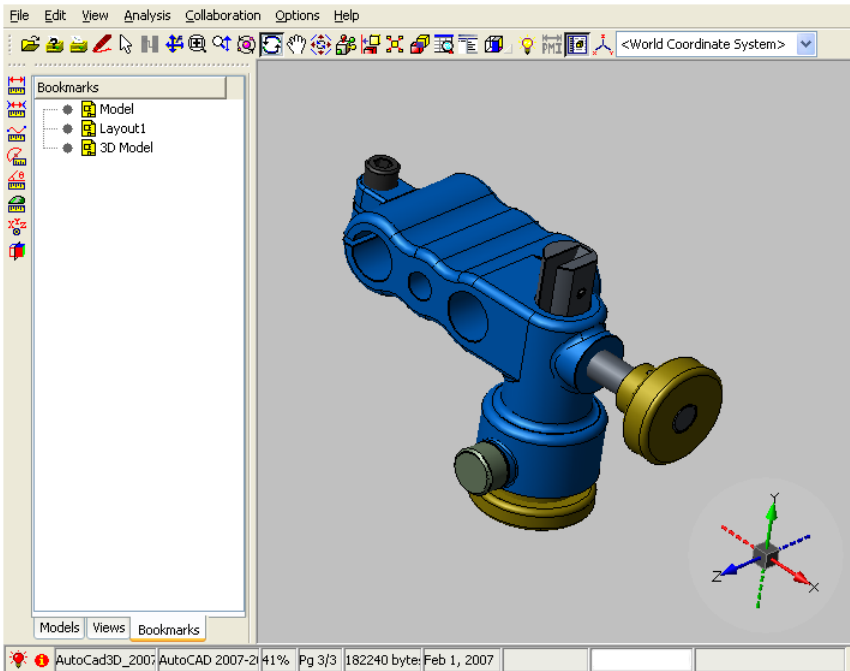 File Edit View Analysis Collaboration Options Help
PMI <World Coordinate System>
Bookmarks
Model
Layout1
3D Model
Y
Z X
Models Views Bookmarks
AutoCad3D_2007 AutoCAD 2007-2 41% Pg 3/3 182240 byte: Feb 1, 2007